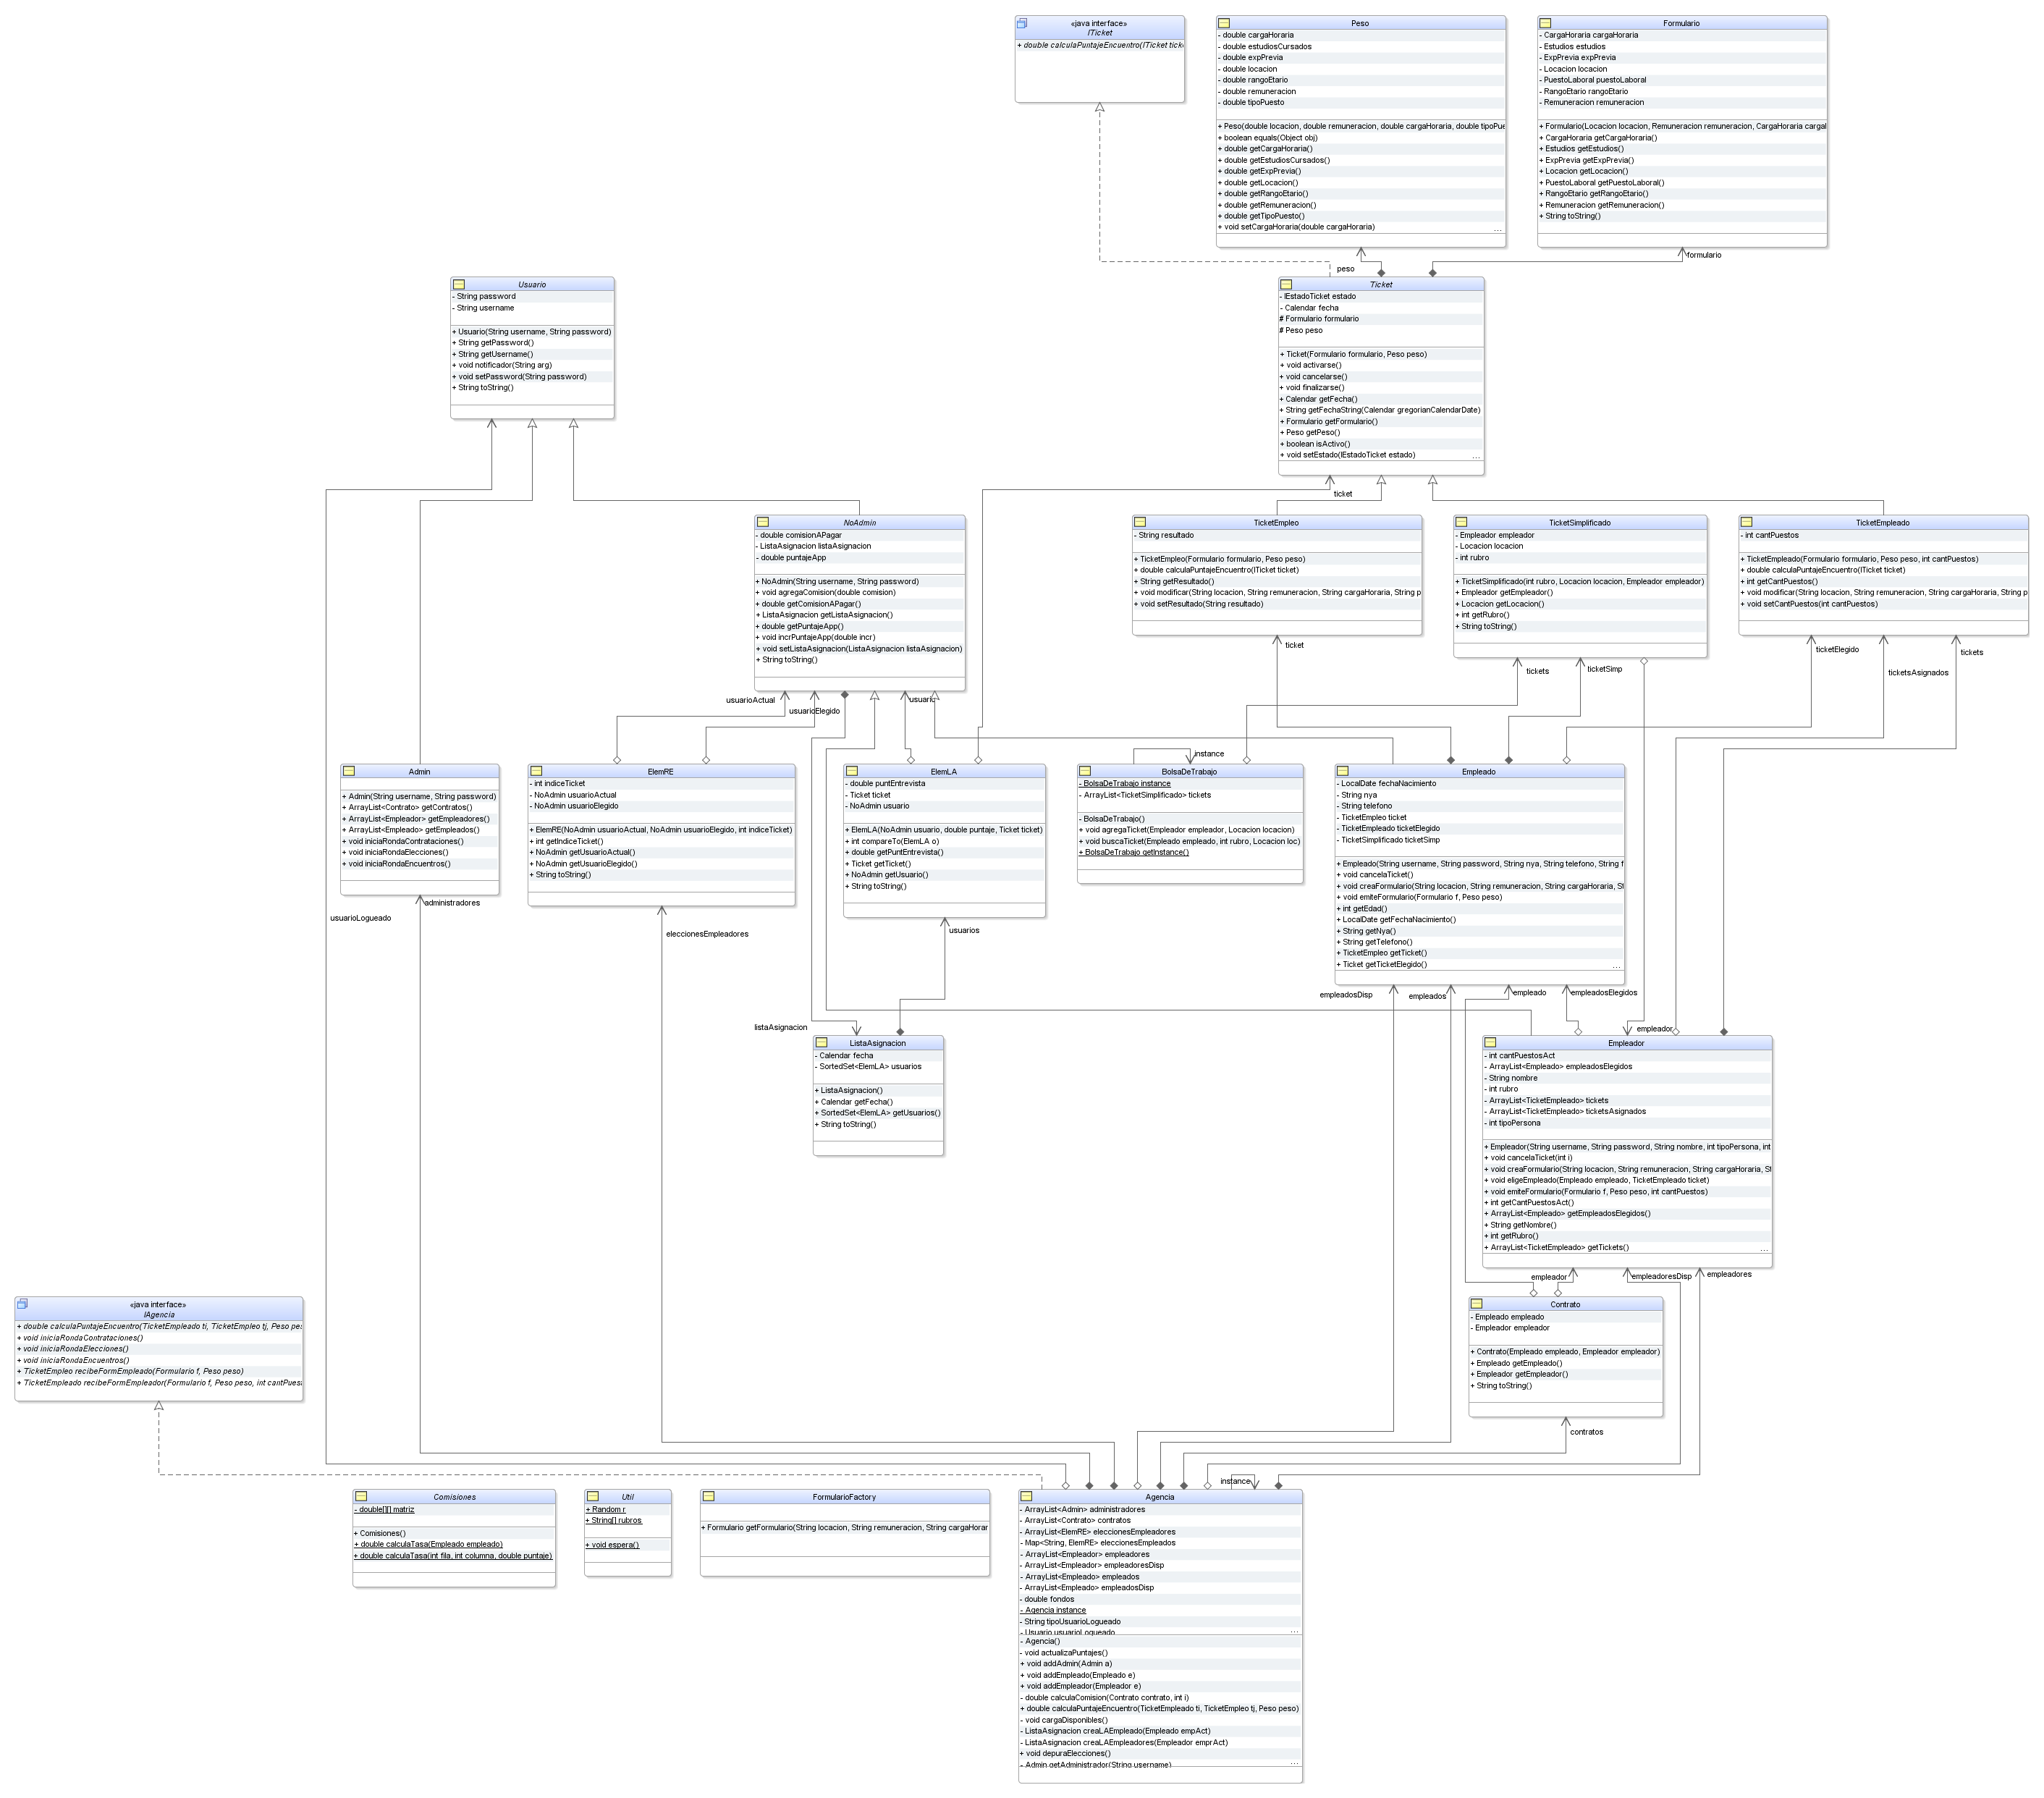 «java interface»
ITicket
+ double calculaPuntajeEncuentro(ITicket tick
Peso
- double cargaHoraria
- double estudiosCursados
- double expPrevia
- double locacion
- double rangoEtario
- double remuneracion
- double tipoPuesto
+ Peso(double locacion, double remuneracion, double cargaHoraria, double tipoPue
+ boolean equals(Object obj)
+ double getCargaHoraria()
+ double getEstudiosCursados()
+ double getExpPrevia()
+ double getLocacion()
+ double getRangoEtario()
+ double getRemuneracion()
+ double getTipoPuesto()
+ void setCargaHoraria(double cargaHoraria)
...
Formulario
- CargaHoraria cargaHoraria
- Estudios estudios
- ExpPrevia expPrevia
- Locacion locacion
- PuestoLaboral puestoLaboral
- RangoEtario rangoEtario
- Remuneracion remuneracion
+ Formulario(Locacion locacion, Remuneracion remuneracion, CargaHoraria cargal
+ CargaHoraria getCargaHoraria()
+ Estudios getEstudios()
+ ExpPrevia getExpPrevia()
+ Locacion getLocacion()
+ PuestoLaboral getPuestoLaboral()
+ RangoEtario getRangoEtario()
+ Remuneracion getRemuneracion()
+ String toString()
peso
formulario
Usuario
- String password
- String username
+ Usuario(String username, String password)
+ String getPassword()
+ String getUsername()
+ void notificador(String arg)
+ void setPassword(String password)
+ String toString()
Ticket
- IEstadoTicket estado
- Calendar fecha
# Formulario formulario
# Peso peso
+ Ticket(Formulario formulario, Peso peso)
+ void activarse()
+ void cancelarse()
+ void finalizarse()
+ Calendar getFecha()
+ String getFechaString(Calendar gregorianCalendarDate)
+ Formulario getFormulario()
+ Peso getPeso()
+ boolean isActivo()
+ void setEstado(IEstadoTicket estado)
...
ticket
NoAdmin
- double comisionAPagar
- ListaAsignacion listaAsignacion
- double puntajeApp
+ NoAdmin(String username, String password)
+ void agregaComision(double comision)
+ double getComisionAPagar()
+ ListaAsignacion getListaAsignacion()
+ double getPuntajeApp()
+ void incrPuntajeApp(double incr)
+ void setListaAsignacion(ListaAsignacion listaAsignacion)
+ String toString()
TicketEmpleo
- String resultado
+ TicketEmpleo(Formulario formulario, Peso peso)
+ double calculaPuntajeEncuentro(ITicket ticket)
+ String getResultado()
+ void modificar(String locacion, String remuneracion, String cargaHoraria, String p
+ void setResultado(String resultado)
TicketSimplificado
- Empleador empleador
- Locacion locacion
- int rubro
+ TicketSimplificado(int rubro, Locacion locacion, Empleador empleador)
+ Empleador getEmpleador()
+ Locacion getLocacion()
+ int getRubro()
+ String toString()
TicketEmpleado
- int cantPuestos
+ TicketEmpleado(Formulario formulario, Peso peso, int cantPuestos)
+ double calculaPuntajeEncuentro(ITicket ticket)
+ int getCantPuestos()
+ void modificar(String locacion, String remuneracion, String cargaHoraria, String p
+ void setCantPuestos(int cantPuestos)
ticket
tickets
ticketSimp
ticketElegido
ticketsAsignados
tickets
usuarioActual
usuarioElegido
usuario
instance
Admin
+ Admin(String username, String password)
+ ArrayList<Contrato> getContratos()
+ ArrayList<Empleador> getEmpleadores()
+ ArrayList<Empleado> getEmpleados()
+ void iniciaRondaContrataciones()
+ void iniciaRondaElecciones()
+ void iniciaRondaEncuentros()
ElemRE
- int indiceTicket
- NoAdmin usuarioActual
- NoAdmin usuarioElegido
+ ElemRE(NoAdmin usuarioActual, NoAdmin usuarioElegido, int indiceTicket)
+ int getIndiceTicket()
+ NoAdmin getUsuarioActual()
+ NoAdmin getUsuarioElegido()
+ String toString()
ElemLA
- double puntEntrevista
- Ticket ticket
- NoAdmin usuario
+ ElemLA(NoAdmin usuario, double puntaje, Ticket ticket)
+ int compareTo(ElemLA o)
+ double getPuntEntrevista()
+ Ticket getTicket()
+ NoAdmin getUsuario()
+ String toString()
BolsaDeTrabajo
- BolsaDeTrabajo instance
- ArrayList<TicketSimplificado> tickets
- BolsaDeTrabajo()
+ void agregaTicket(Empleador empleador, Locacion locacion)
+ void buscaTicket(Empleado empleado, int rubro, Locacion loc)
+ BolsaDeTrabajo getInstance()
Empleado
- LocalDate fechaNacimiento
- String nya
- String telefono
- TicketEmpleo ticket
- TicketEmpleado ticketElegido
- TicketSimplificado ticketSimp
+ Empleado(String username, String password, String nya, String telefono, String f
+ void cancelaTicket()
+ void creaFormulario(String locacion, String remuneracion, String cargaHoraria, St
+ void emiteFormulario(Formulario f, Peso peso)
+ int getEdad()
+ LocalDate getFechaNacimiento()
+ String getNya()
+ String getTelefono()
+ TicketEmpleo getTicket()
+ Ticket getTicketElegido()
...
administradores
usuarioLogueado
eleccionesEmpleadores
usuarios
empleadosDisp
empleados
empleado
empleadosElegidos
listaAsignacion
empleador
ListaAsignacion
- Calendar fecha
- SortedSet<ElemLA> usuarios
+ ListaAsignacion()
+ Calendar getFecha()
+ SortedSet<ElemLA> getUsuarios()
+ String toString()
Empleador
- int cantPuestosAct
- ArrayList<Empleado> empleadosElegidos
- String nombre
- int rubro
- ArrayList<TicketEmpleado> tickets
- ArrayList<TicketEmpleado> ticketsAsignados
- int tipoPersona
+ Empleador(String username, String password, String nombre, int tipoPersona, int
+ void cancelaTicket(int i)
+ void creaFormulario(String locacion, String remuneracion, String cargaHoraria, St
+ void eligeEmpleado(Empleado empleado, TicketEmpleado ticket)
+ void emiteFormulario(Formulario f, Peso peso, int cantPuestos)
+ int getCantPuestosAct()
+ ArrayList<Empleado> getEmpleadosElegidos()
+ String getNombre()
+ int getRubro()
+ ArrayList<TicketEmpleado> getTickets()
...
empleador
empleadoresDisp
empleadores
«java interface»
IAgencia
+ double calculaPuntajeEncuentro(TicketEmpleado ti, TicketEmpleo tj, Peso pes
+ void iniciaRondaContrataciones()
+ void iniciaRondaElecciones()
+ void iniciaRondaEncuentros()
+ TicketEmpleo recibeFormEmpleado(Formulario f, Peso peso)
+ TicketEmpleado recibeFormEmpleador(Formulario f, Peso peso, int cantPuest
Contrato
- Empleado empleado
- Empleador empleador
+ Contrato(Empleado empleado, Empleador empleador)
+ Empleado getEmpleado()
+ Empleador getEmpleador()
+ String toString()
contratos
instance
Comisiones
- double[][] matriz
+ Comisiones()
+ double calculaTasa(Empleado empleado)
+ double calculaTasa(int fila, int columna, double puntaje)
Util
+ Random r
+ String[] rubros
+ void espera()
FormularioFactory
+ Formulario getFormulario(String locacion, String remuneracion, String cargaHorar
Agencia
- ArrayList<Admin> administradores
- ArrayList<Contrato> contratos
- ArrayList<ElemRE> eleccionesEmpleadores
- Map<String, ElemRE> eleccionesEmpleados
- ArrayList<Empleador> empleadores
- ArrayList<Empleador> empleadoresDisp
- ArrayList<Empleado> empleados
- ArrayList<Empleado> empleadosDisp
- double fondos
- Agencia instance
- String tipoUsuarioLogueado
- Usuario usuarioLogueado
...
- Agencia()
- void actualizaPuntajes()
+ void addAdmin(Admin a)
+ void addEmpleado(Empleado e)
+ void addEmpleador(Empleador e)
- double calculaComision(Contrato contrato, int i)
+ double calculaPuntajeEncuentro(TicketEmpleado ti, TicketEmpleo tj, Peso peso)
- void cargaDisponibles()
- ListaAsignacion creaLAEmpleado(Empleado empAct)
- ListaAsignacion creaLAEmpleadores(Empleador emprAct)
+ void depuraElecciones()
- Admin getAdministrador(String username)
...